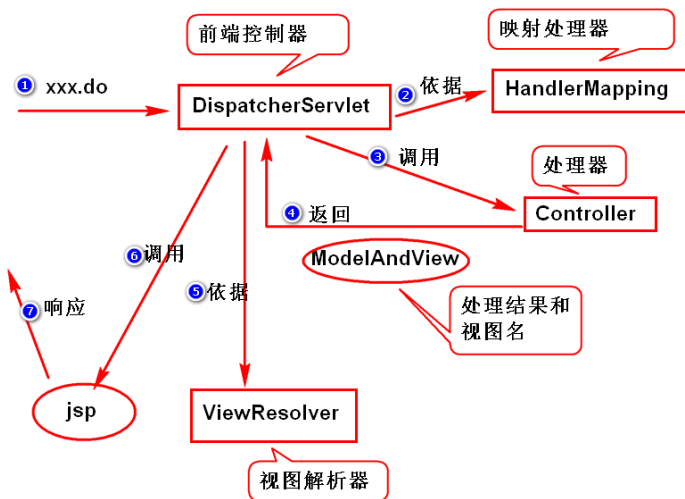 前端控制器
映射处理器
1 xxx.do
DispatcherServlet
2 依据
HandlerMapping
3 调用
处理器
4 返回
Controller
ModelAndView
6 调用
5 依据
处理结果和
视图名
7 响应
jsp
ViewResolver
视图解析器